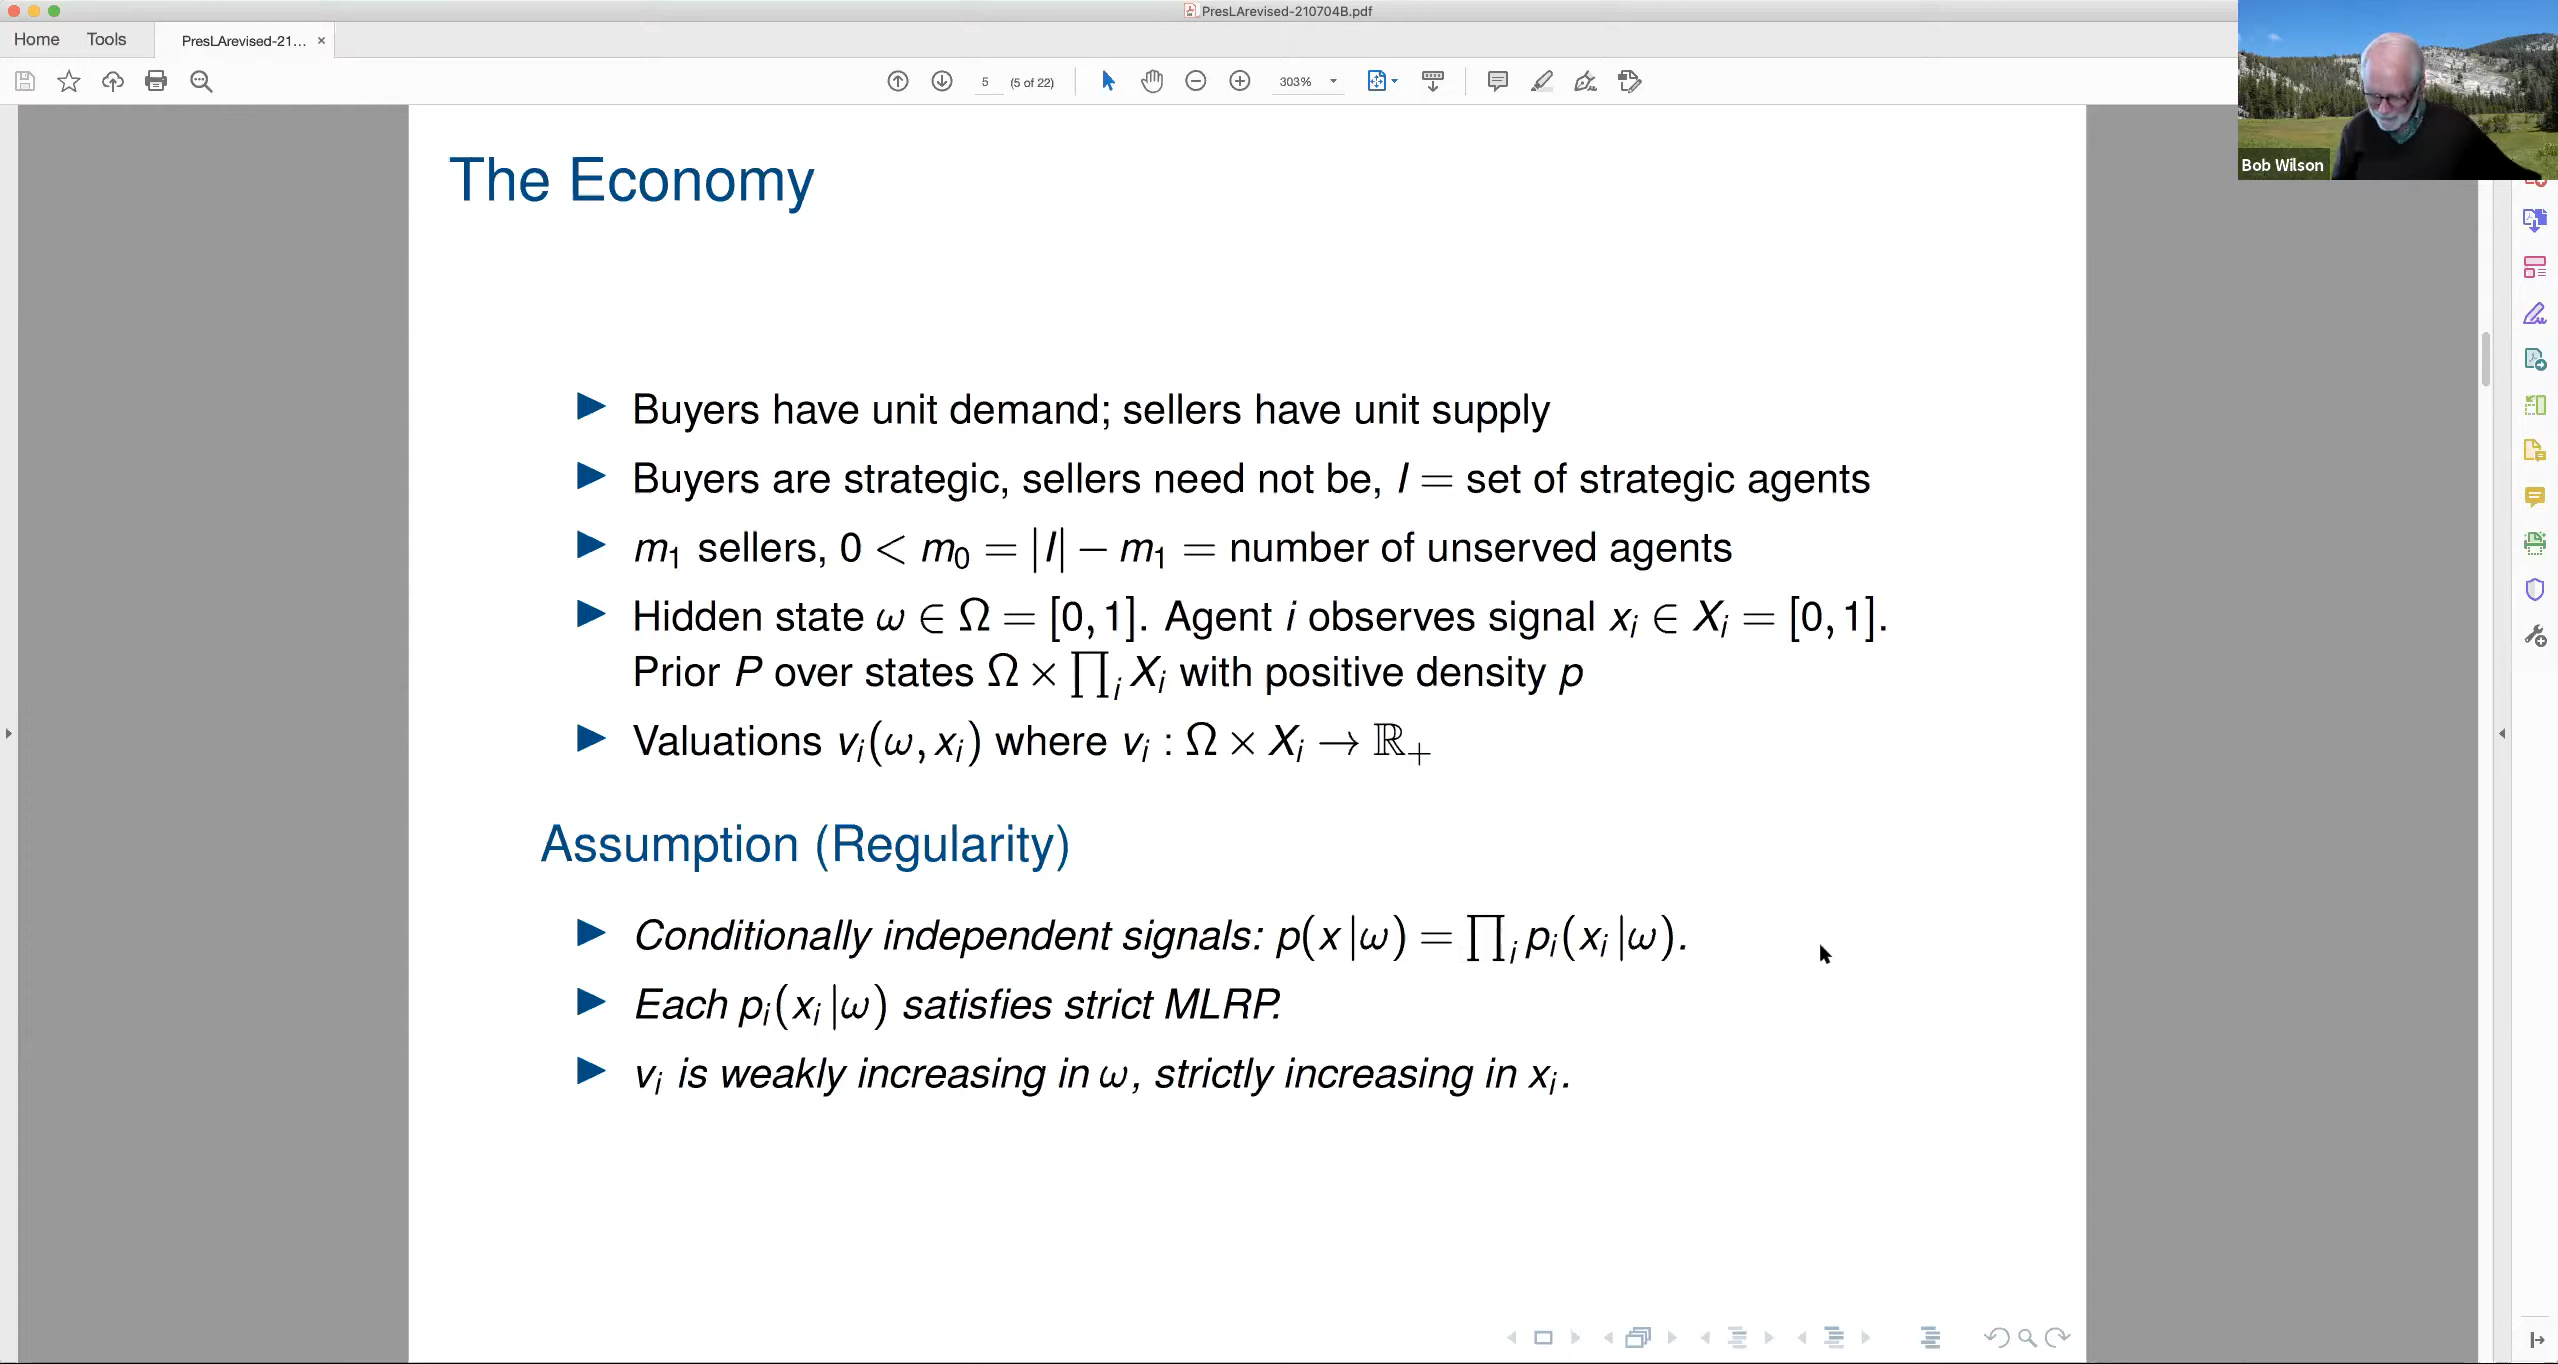 PresLArevised-210704B.pdf
Home Tools PresLArevised-21... ×
5 (5 of 22) 303%
Bob Wilson
The Economy
▶ Buyers have unit demand; sellers have unit supply
▶ Buyers are strategic, sellers need not be, I = set of strategic agents
▶ m₁ sellers, 0 < m₀ = |I| − m₁ = number of unserved agents
▶ Hidden state ω ∈ Ω = [0, 1]. Agent i observes signal xᵢ ∈ Xᵢ = [0, 1].
Prior P over states Ω × ∏ᵢ Xᵢ with positive density p
▶ Valuations vᵢ(ω, xᵢ) where vᵢ : Ω × Xᵢ → ℝ₊
Assumption (Regularity)
▶ Conditionally independent signals: p(x|ω) = ∏ᵢ pᵢ(xᵢ|ω).
▶ Each pᵢ(xᵢ|ω) satisfies strict MLRP.
▶ vᵢ is weakly increasing in ω, strictly increasing in xᵢ.